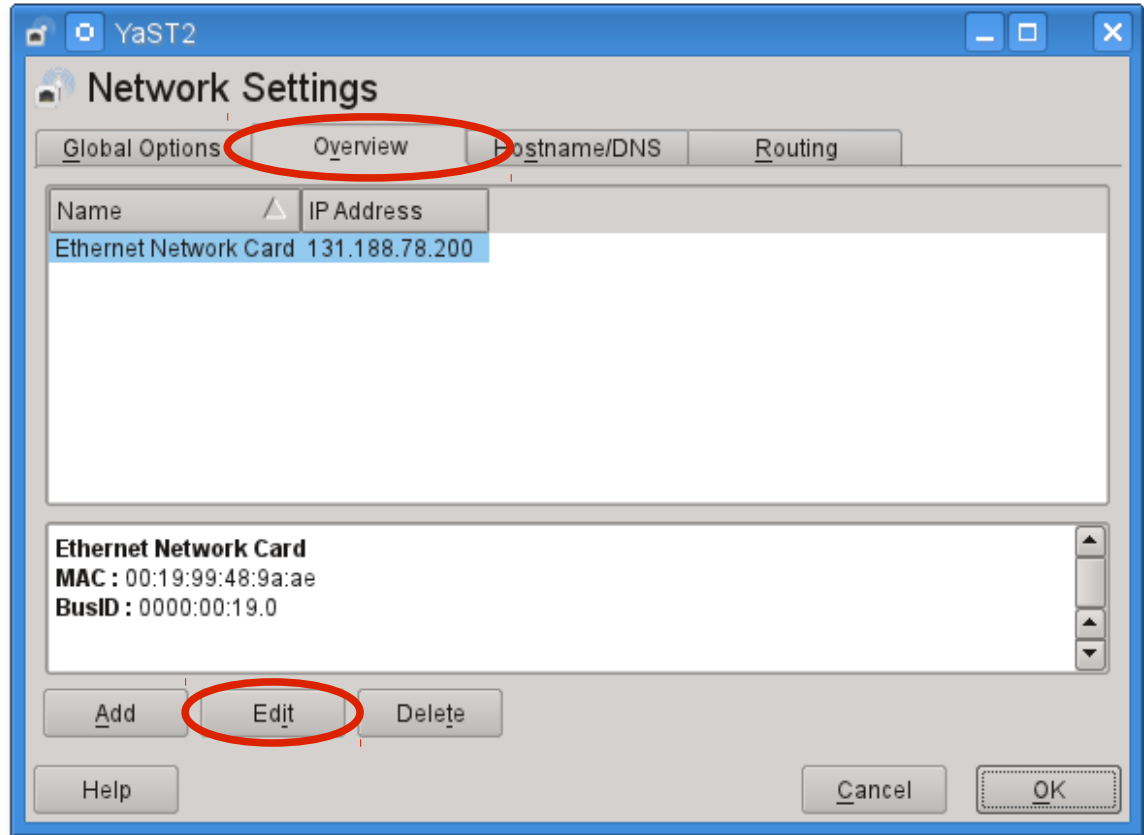 YaST2
Network Settings
Global Options Overview Hostname/DNS Routing
Name IP Address
Ethernet Network Card 131.188.78.200
Ethernet Network Card
MAC : 00:19:99:48:9a:ae
BusID : 0000:00:19.0
Add Edit Delete
Help Cancel OK